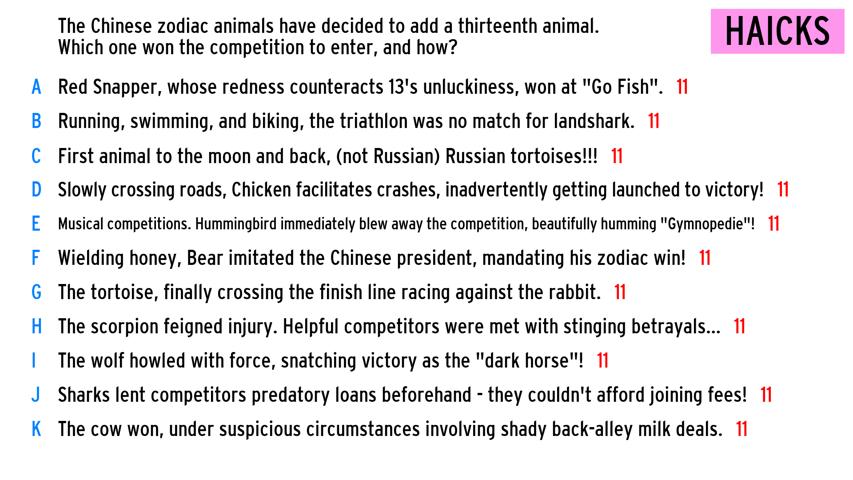 The Chinese zodiac animals have decided to add a thirteenth animal.
Which one won the competition to enter, and how?
HAICKS
A Red Snapper, whose redness counteracts 13's unluckiness, won at "Go Fish". 11
B Running, swimming, and biking, the triathlon was no match for landshark. 11
C First animal to the moon and back, (not Russian) Russian tortoises!!! 11
D Slowly crossing roads, Chicken facilitates crashes, inadvertently getting launched to victory! 11
E Musical competitions. Hummingbird immediately blew away the competition, beautifully humming "Gymnopedie"! 11
F Wielding honey, Bear imitated the Chinese president, mandating his zodiac win! 11
G The tortoise, finally crossing the finish line racing against the rabbit. 11
H The scorpion feigned injury. Helpful competitors were met with stinging betrayals... 11
I The wolf howled with force, snatching victory as the "dark horse"! 11
J Sharks lent competitors predatory loans beforehand - they couldn't afford joining fees! 11
K The cow won, under suspicious circumstances involving shady back-alley milk deals. 11